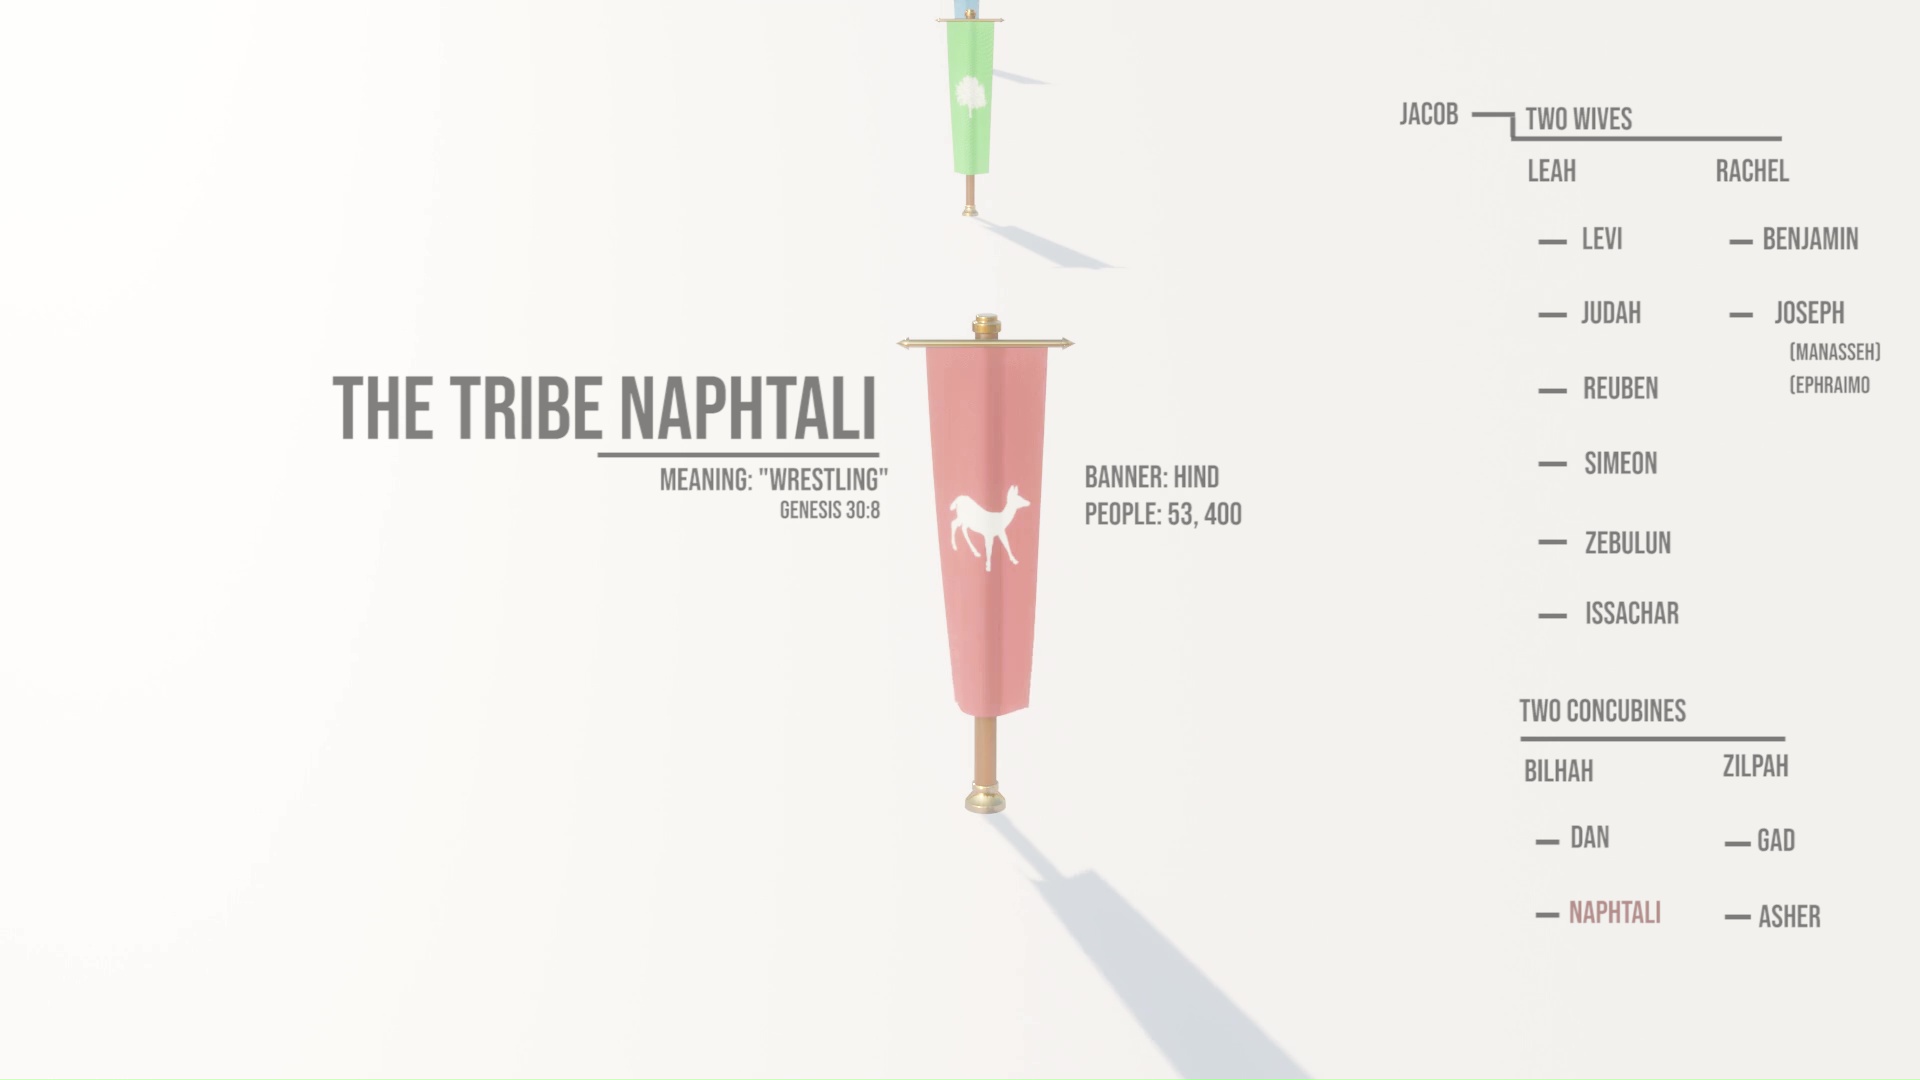 THE TRIBE NAPHTALI
MEANING: "WRESTLING"
GENESIS 30:8
BANNER: HIND
PEOPLE: 53, 400
JACOB
TWO WIVES
LEAH
LEVI
JUDAH
REUBEN
SIMEON
ZEBULUN
ISSACHAR
RACHEL
BENJAMIN
JOSEPH
(MANASSEH)
(EPHRAIMO
TWO CONCUBINES
BILHAH
DAN
NAPHTALI
ZILPAH
GAD
ASHER